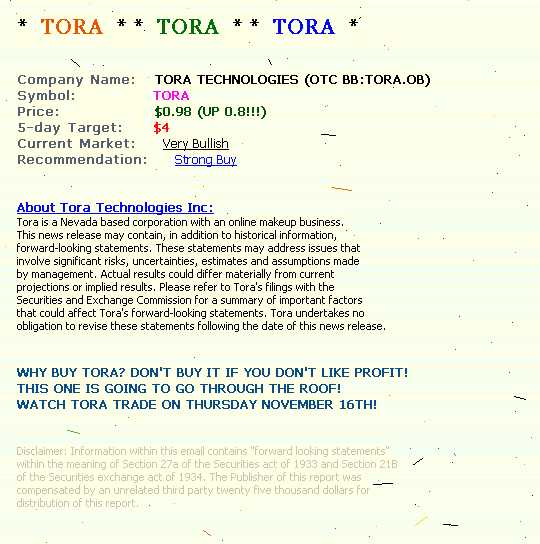 * TORA * * TORA * * TORA *
Company Name: TORA TECHNOLOGIES (OTC BB:TORA.OB)
Symbol: TORA
Price: $0.98 (UP 0.8!!!)
5-day Target: $4
Current Market: Very Bullish
Recommendation: Strong Buy
About Tora Technologies Inc:
Tora is a Nevada based corporation with an online makeup business.
This news release may contain, in addition to historical information,
forward-looking statements. These statements may address issues that
involve significant risks, uncertainties, estimates and assumptions made
by management. Actual results could differ materially from current
projections or implied results. Please refer to Tora's filings with the
Securities and Exchange Commission for a summary of important factors
that could affect Tora's forward-looking statements. Tora undertakes no
obligation to revise these statements following the date of this news release.
WHY BUY TORA? DON'T BUY IT IF YOU DON'T LIKE PROFIT!
THIS ONE IS GOING TO GO THROUGH THE ROOF!
WATCH TORA TRADE ON THURSDAY NOVEMBER 16TH!
Disclaimer: Information within this email contains "forward looking statements"
within the meaning of Section 27a of the Securities act of 1933 and Section 21B
of the Securities exchange act of 1934. The Publisher of this report was
compensated by an unrelated third party twenty five thousand dollars for
distribution of this report.